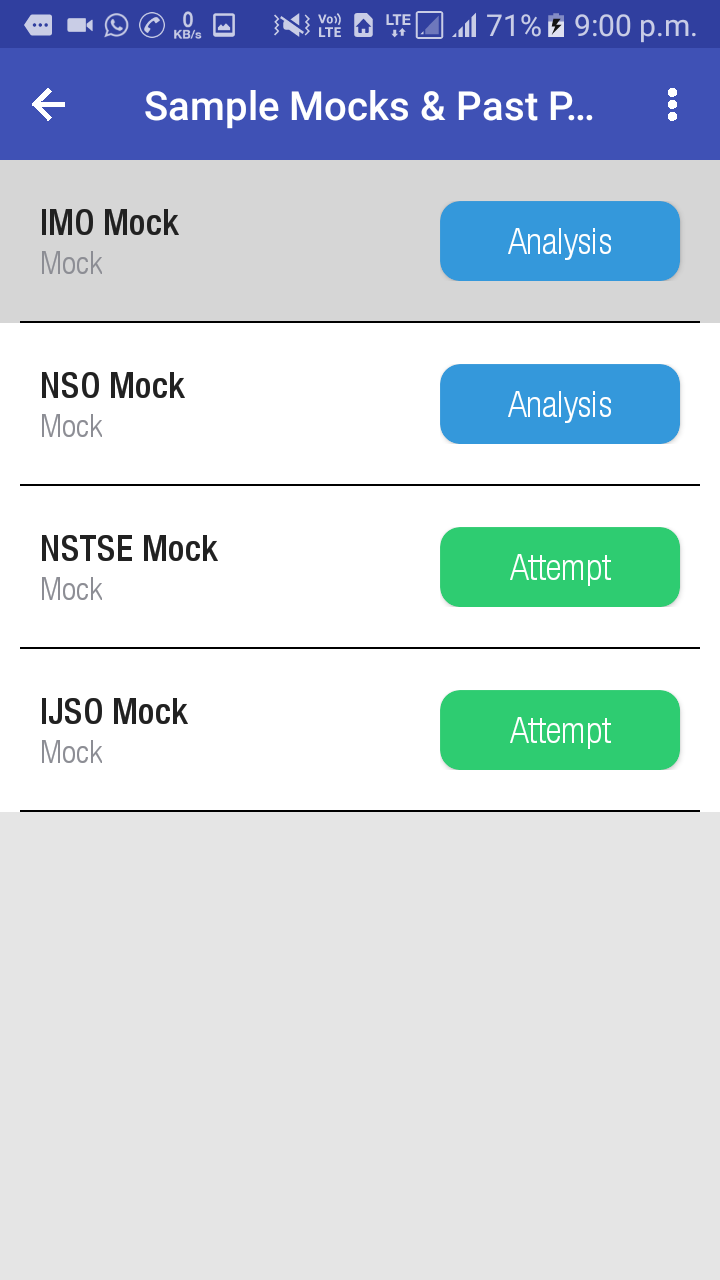 0 KB/s Vo)) LTE LTE 71% 9:00 p.m.
Sample Mocks & Past P...
IMO Mock
Mock
Analysis
NSO Mock
Mock
Analysis
NSTSE Mock
Mock
Attempt
IJSO Mock
Mock
Attempt